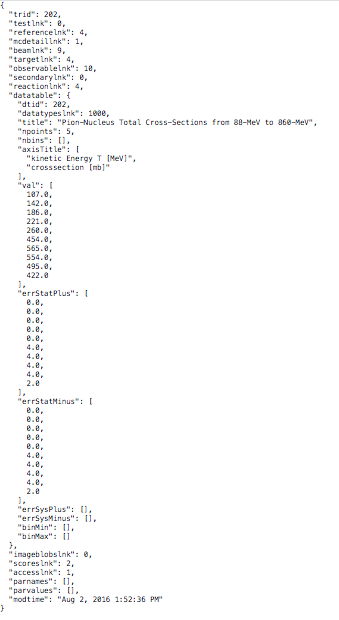 {
  "trid": 202,
  "testlnk": 0,
  "referencelnk": 4,
  "mcdetaillnk": 1,
  "beamlnk": 9,
  "targetlnk": 4,
  "observablelnk": 10,
  "secondarylnk": 0,
  "reactionlnk": 4,
  "datatable": {
    "dtid": 202,
    "datatypeslnk": 1000,
    "title": "Pion-Nucleus Total Cross-Sections from 88-MeV to 860-MeV",
    "npoints": 5,
    "nbins": [],
    "axisTitle": [
      "kinetic Energy T [MeV]",
      "crosssection [mb]"
    ],
    "val": [
      107.0,
      142.0,
      186.0,
      221.0,
      260.0,
      454.0,
      565.0,
      554.0,
      495.0,
      422.0
    ],
    "errStatPlus": [
      0.0,
      0.0,
      0.0,
      0.0,
      0.0,
      4.0,
      4.0,
      4.0,
      4.0,
      2.0
    ],
    "errStatMinus": [
      0.0,
      0.0,
      0.0,
      0.0,
      0.0,
      4.0,
      4.0,
      4.0,
      4.0,
      2.0
    ],
    "errSysPlus": [],
    "errSysMinus": [],
    "binMin": [],
    "binMax": []
  },
  "imageblobslnk": 0,
  "scoreslnk": 2,
  "accesslnk": 1,
  "parnames": [],
  "parvalues": [],
  "modtime": "Aug 2, 2016 1:52:36 PM"
}